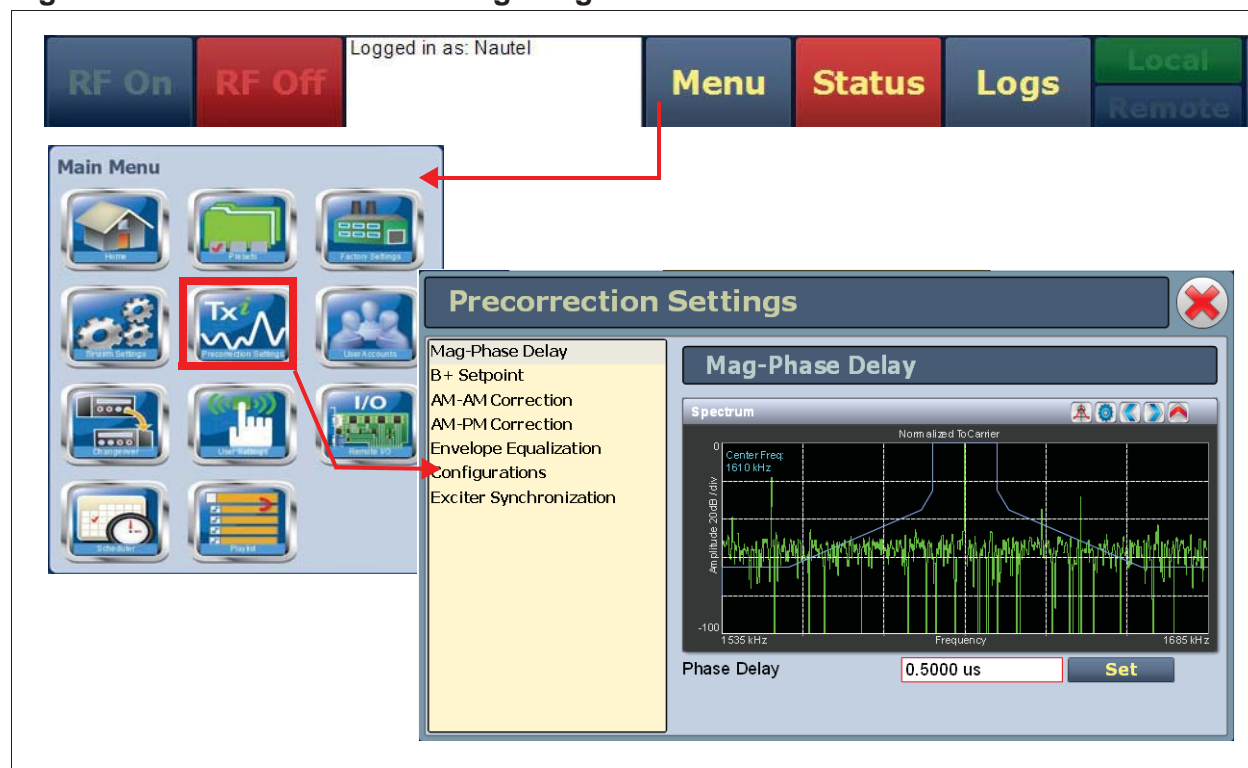 Logged in as: Nautel
RF On
RF Off
Menu
Status
Logs
Local
Remote
Main Menu
Home
Presets
Factory Settings
System Settings
Tx i
Precorrection Settings
User Accounts
Changeover
User Settings
I/O
Remote I/O
Scheduler
Playlist
Precorrection Settings
Mag-Phase Delay
B+ Setpoint
AM-AM Correction
AM-PM Correction
Envelope Equalization
Configurations
Exciter Synchronization
Mag-Phase Delay
Spectrum
Normalized To Carrier
0
Center Freq:
1610 kHz
Amplitude 20dB /div
-100
1535 kHz
Frequency
1685 kHz
Phase Delay
0.5000 us
Set